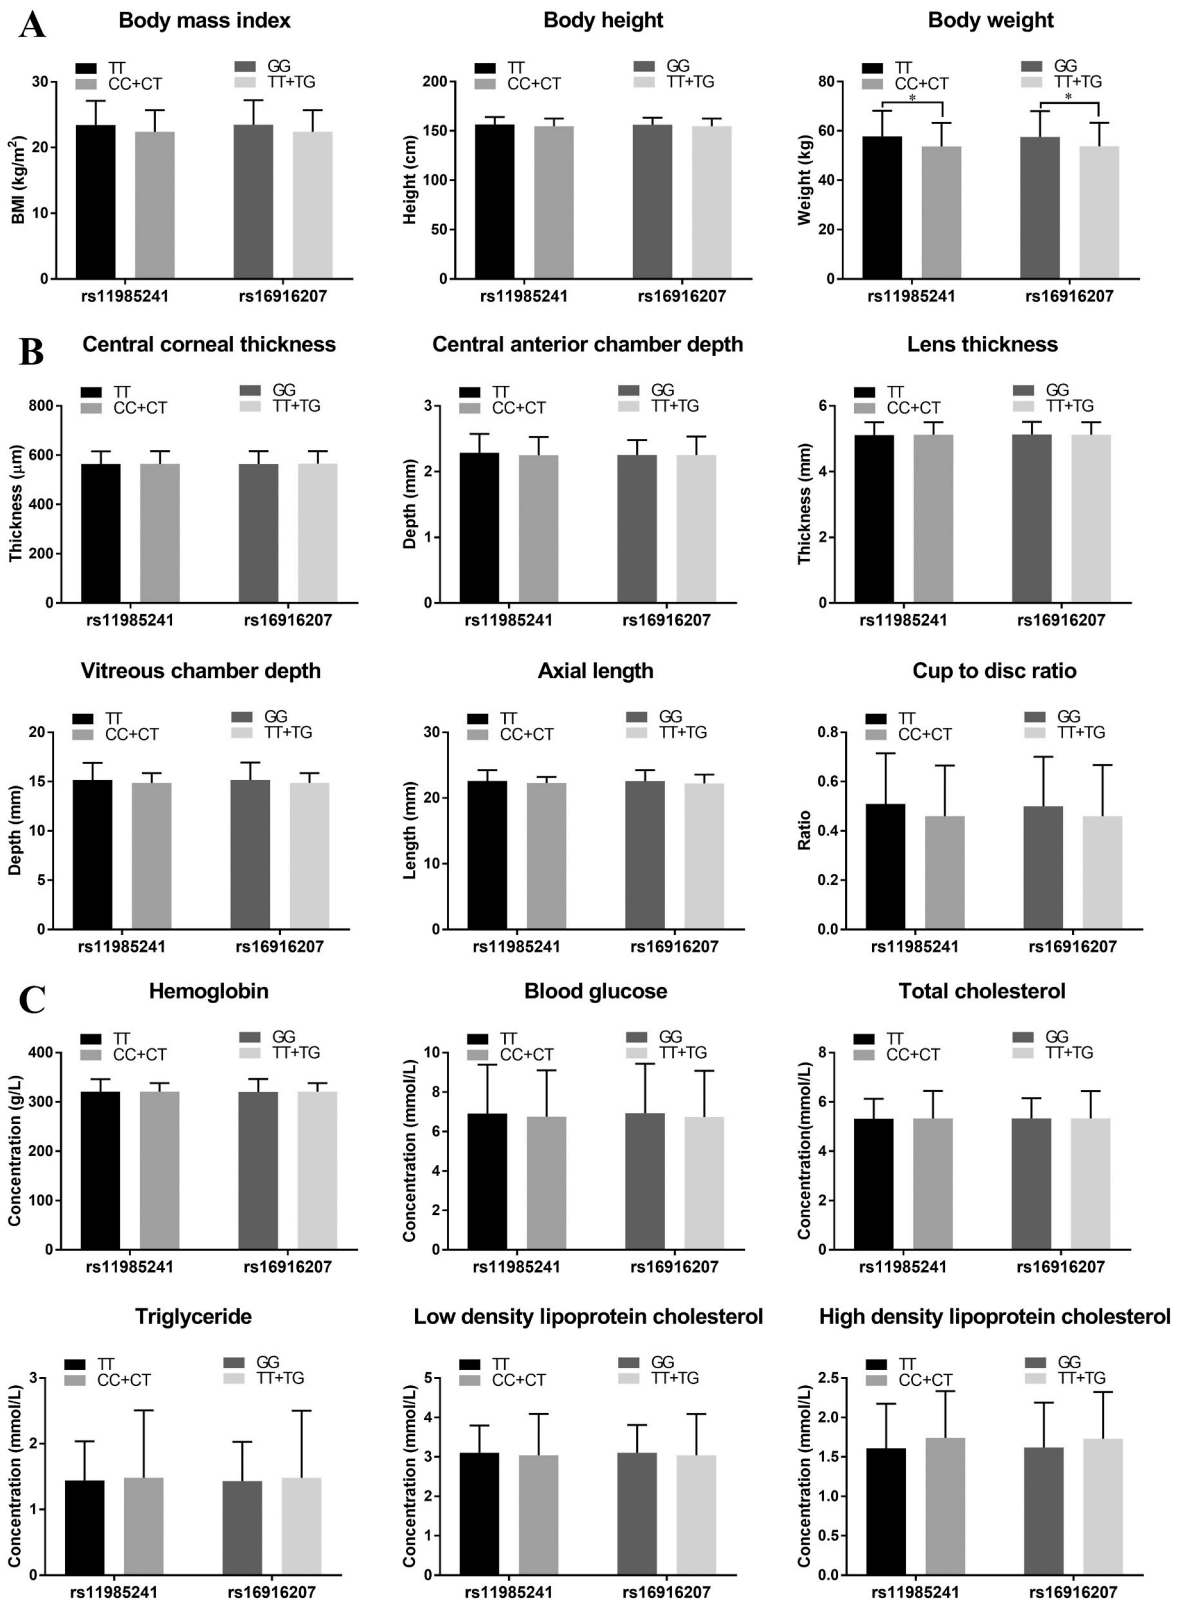 A
Body mass index
Body height
Body weight
TT
CC+CT
GG
TT+TG
BMI (kg/m²)
30
20
10
0
rs11985241
rs16916207
TT
CC+CT
GG
TT+TG
Height (cm)
200
150
100
50
0
rs11985241
rs16916207
TT
CC+CT
GG
TT+TG
*
*
Weight (kg)
80
60
40
20
0
rs11985241
rs16916207
B
Central corneal thickness
Central anterior chamber depth
Lens thickness
TT
CC+CT
GG
TT+TG
Thickness (μm)
800
600
400
200
0
rs11985241
rs16916207
TT
CC+CT
GG
TT+TG
Depth (mm)
3
2
1
0
rs11985241
rs16916207
TT
CC+CT
GG
TT+TG
Thickness (mm)
6
4
2
0
rs11985241
rs16916207
Vitreous chamber depth
Axial length
Cup to disc ratio
TT
CC+CT
GG
TT+TG
Depth (mm)
20
15
10
5
0
rs11985241
rs16916207
TT
CC+CT
GG
TT+TG
Length (mm)
30
20
10
0
rs11985241
rs16916207
TT
CC+CT
GG
TT+TG
Ratio
0.8
0.6
0.4
0.2
0.0
rs11985241
rs16916207
C
Hemoglobin
Blood glucose
Total cholesterol
TT
CC+CT
GG
TT+TG
Concentration (g/L)
400
300
200
100
0
rs11985241
rs16916207
TT
CC+CT
GG
TT+TG
Concentration (mmol/L)
10
8
6
4
2
0
rs11985241
rs16916207
TT
CC+CT
GG
TT+TG
Concentration(mmol/L)
8
6
4
2
0
rs11985241
rs16916207
Triglyceride
Low density lipoprotein cholesterol
High density lipoprotein cholesterol
TT
CC+CT
GG
TT+TG
Concentration (mmol/L)
3
2
1
0
rs11985241
rs16916207
TT
CC+CT
GG
TT+TG
Concentration (mmol/L)
5
4
3
2
1
0
rs11985241
rs16916207
TT
CC+CT
GG
TT+TG
Concentration (mmol/L)
2.5
2.0
1.5
1.0
0.5
0.0
rs11985241
rs16916207